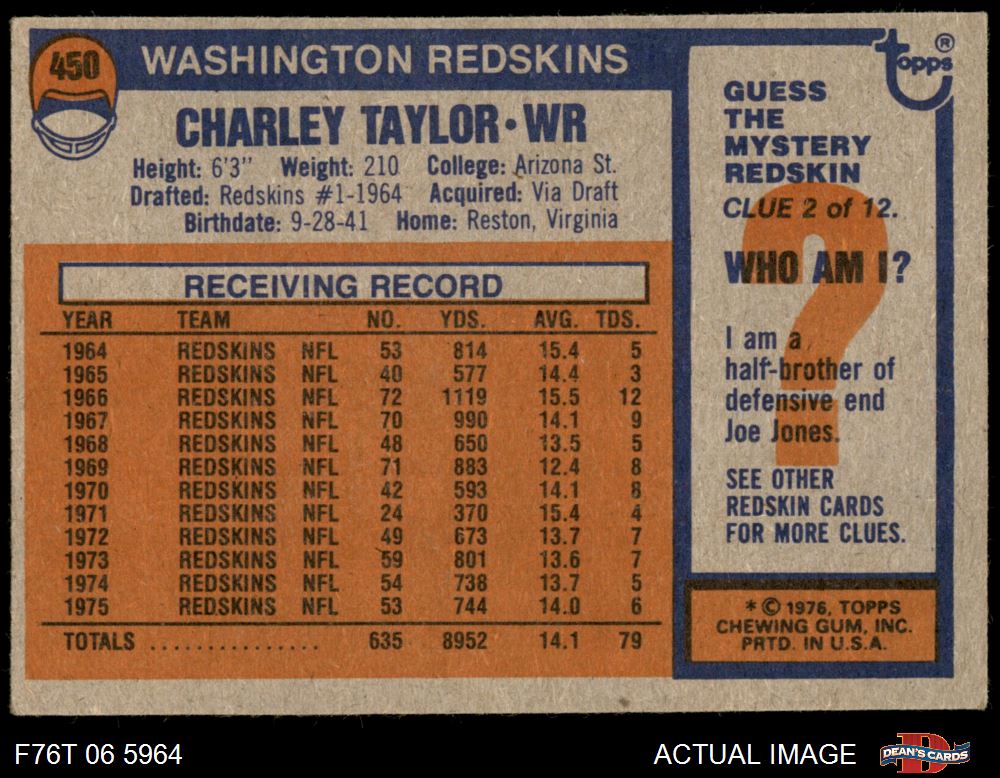 450
WASHINGTON REDSKINS
CHARLEY TAYLOR • WR
Height: 6'3" Weight: 210 College: Arizona St.
Drafted: Redskins #1-1964 Acquired: Via Draft
Birthdate: 9-28-41 Home: Reston, Virginia
RECEIVING RECORD
YEAR TEAM NO. YDS. AVG. TDS.
1964 REDSKINS NFL 53 814 15.4 5
1965 REDSKINS NFL 40 577 14.4 3
1966 REDSKINS NFL 72 1119 15.5 12
1967 REDSKINS NFL 70 990 14.1 9
1968 REDSKINS NFL 48 650 13.5 5
1969 REDSKINS NFL 71 883 12.4 8
1970 REDSKINS NFL 42 593 14.1 8
1971 REDSKINS NFL 24 370 15.4 4
1972 REDSKINS NFL 49 673 13.7 7
1973 REDSKINS NFL 59 801 13.6 7
1974 REDSKINS NFL 54 738 13.7 5
1975 REDSKINS NFL 53 744 14.0 6
TOTALS ............... 635 8952 14.1 79
topps ®
GUESS
THE
MYSTERY
REDSKIN
CLUE 2 of 12.
WHO AM I?
?
I am a
half-brother of
defensive end
Joe Jones.
SEE OTHER
REDSKIN CARDS
FOR MORE CLUES.
* © 1976, TOPPS
CHEWING GUM, INC.
PRTD. IN U.S.A.
F76T 06 5964
ACTUAL IMAGE
D
DEAN'S CARDS